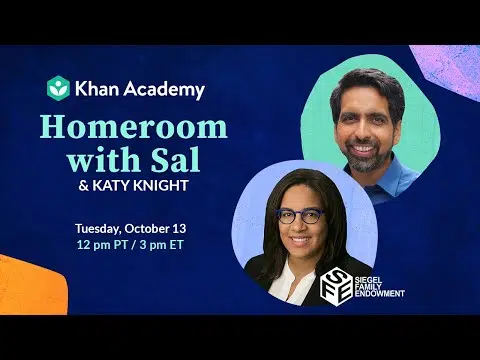 Khan Academy
Homeroom
with Sal
& KATY KNIGHT
Tuesday, October 13
12 pm PT / 3 pm ET
SFE
SIEGEL
FAMILY
ENDOWMENT